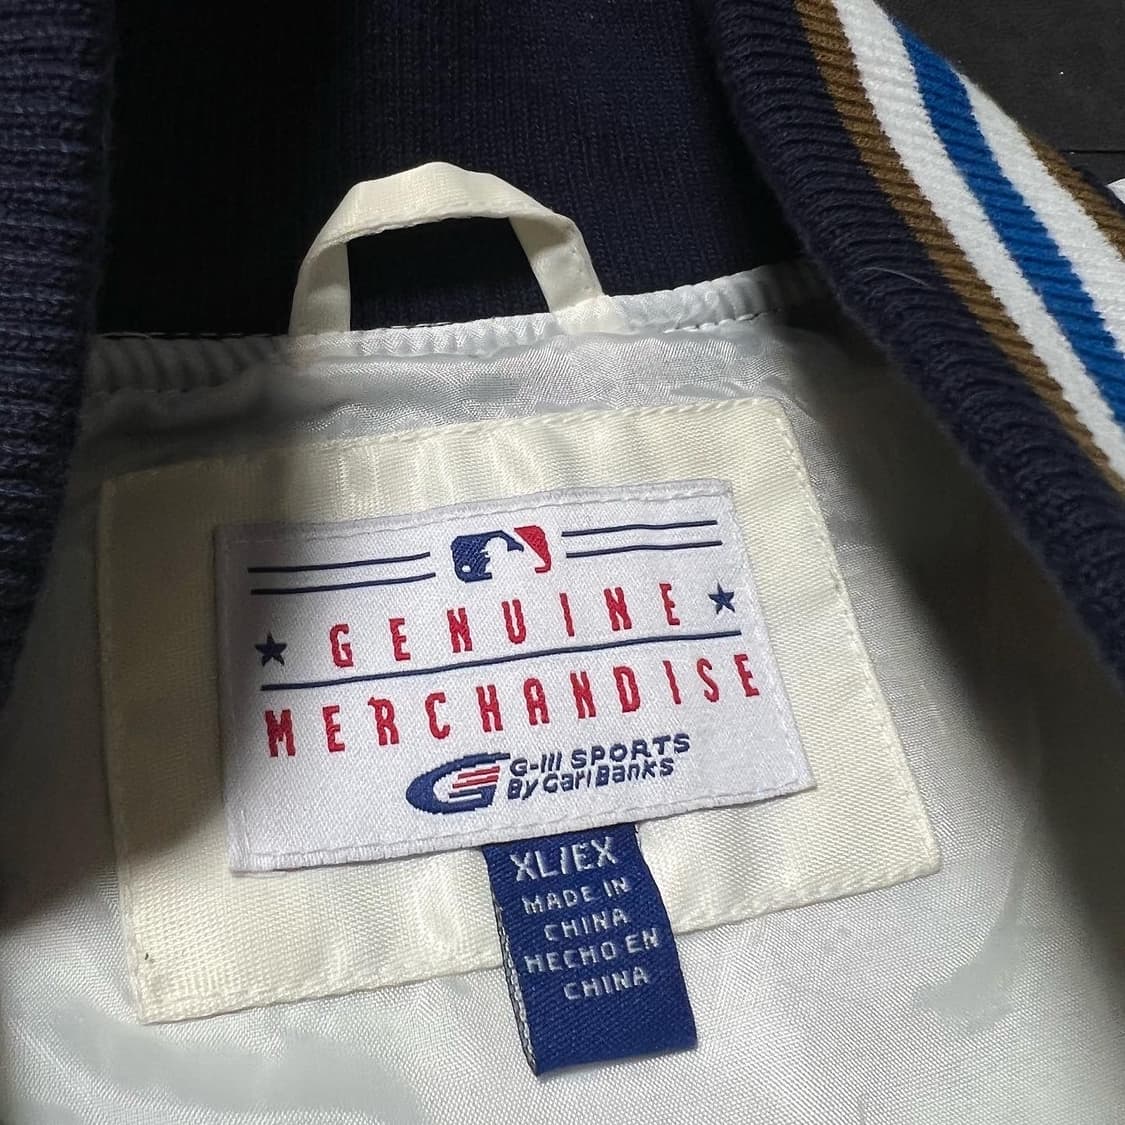 GENUINE
MERCHANDISE
G-III SPORTS
By Carl Banks
XL/EX
MADE IN
CHINA
HECHO EN
CHINA